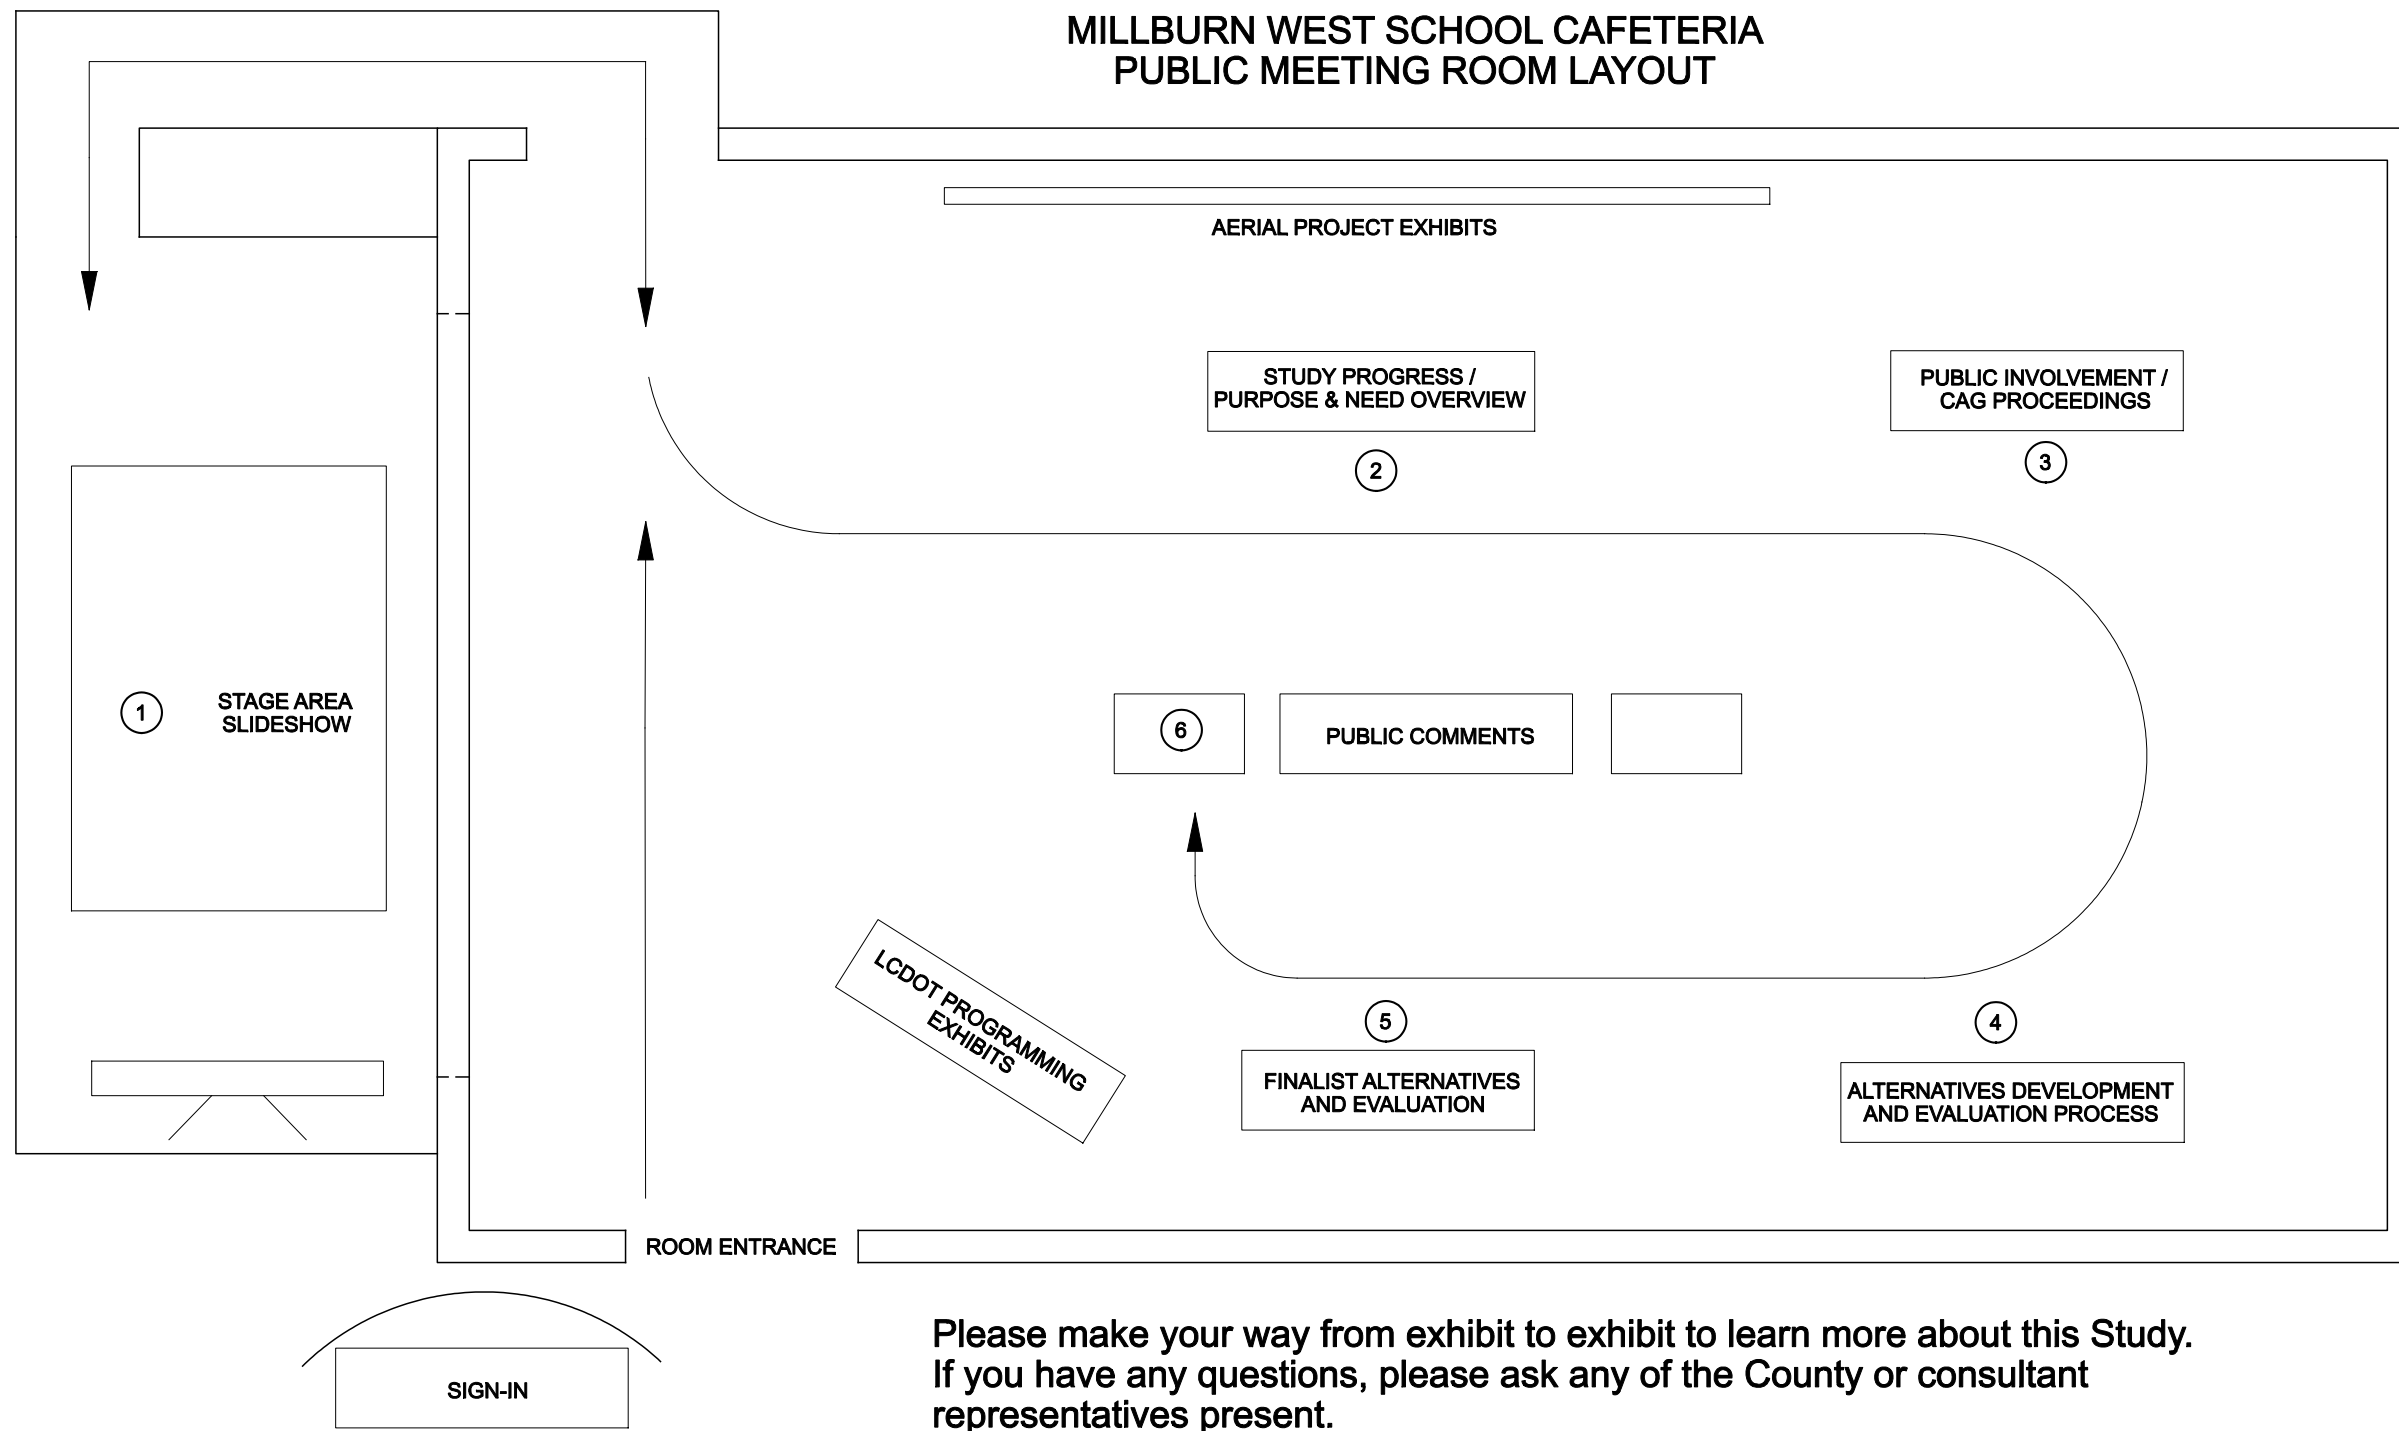 MILLBURN WEST SCHOOL CAFETERIA
PUBLIC MEETING ROOM LAYOUT
AERIAL PROJECT EXHIBITS
STUDY PROGRESS /
PURPOSE & NEED OVERVIEW
2
PUBLIC INVOLVEMENT /
CAG PROCEEDINGS
3
1
STAGE AREA
SLIDESHOW
6
PUBLIC COMMENTS
LCDOT PROGRAMMING
EXHIBITS
5
FINALIST ALTERNATIVES
AND EVALUATION
4
ALTERNATIVES DEVELOPMENT
AND EVALUATION PROCESS
ROOM ENTRANCE
SIGN-IN
Please make your way from exhibit to exhibit to learn more about this Study.
If you have any questions, please ask any of the County or consultant
representatives present.